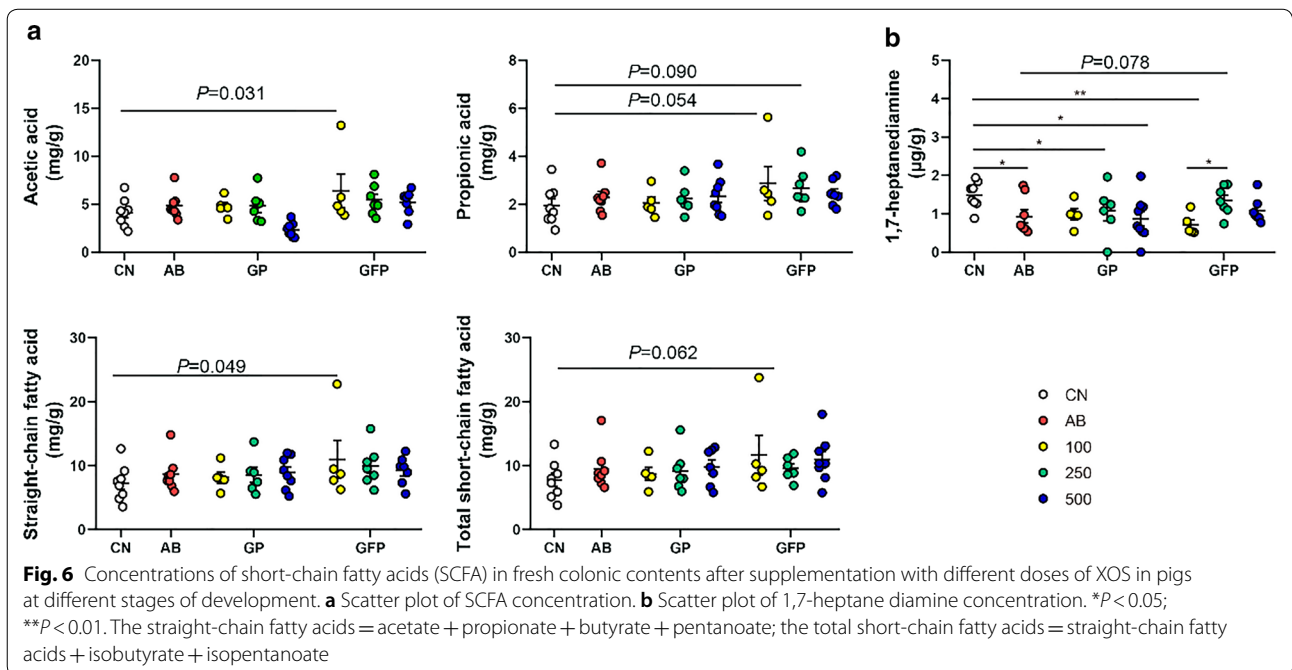 a
b
Acetic acid
(mg/g)
20
15
10
5
0
P=0.031
CN AB GP GFP
Propionic acid
(mg/g)
8
6
4
2
0
P=0.090
P=0.054
CN AB GP GFP
1,7-heptanediamine
(µg/g)
5
4
3
2
1
0
P=0.078
**
*
*
*
*
CN AB GP GFP
Straight-chain fatty acid
(mg/g)
30
20
10
0
P=0.049
CN AB GP GFP
Total short-chain fatty acid
(mg/g)
30
20
10
0
P=0.062
CN AB GP GFP
CN
AB
100
250
500
Fig. 6 Concentrations of short-chain fatty acids (SCFA) in fresh colonic contents after supplementation with different doses of XOS in pigs
at different stages of development. a Scatter plot of SCFA concentration. b Scatter plot of 1,7-heptane diamine concentration. *P < 0.05;
**P < 0.01. The straight-chain fatty acids = acetate + propionate + butyrate + pentanoate; the total short-chain fatty acids = straight-chain fatty
acids + isobutyrate + isopentanoate